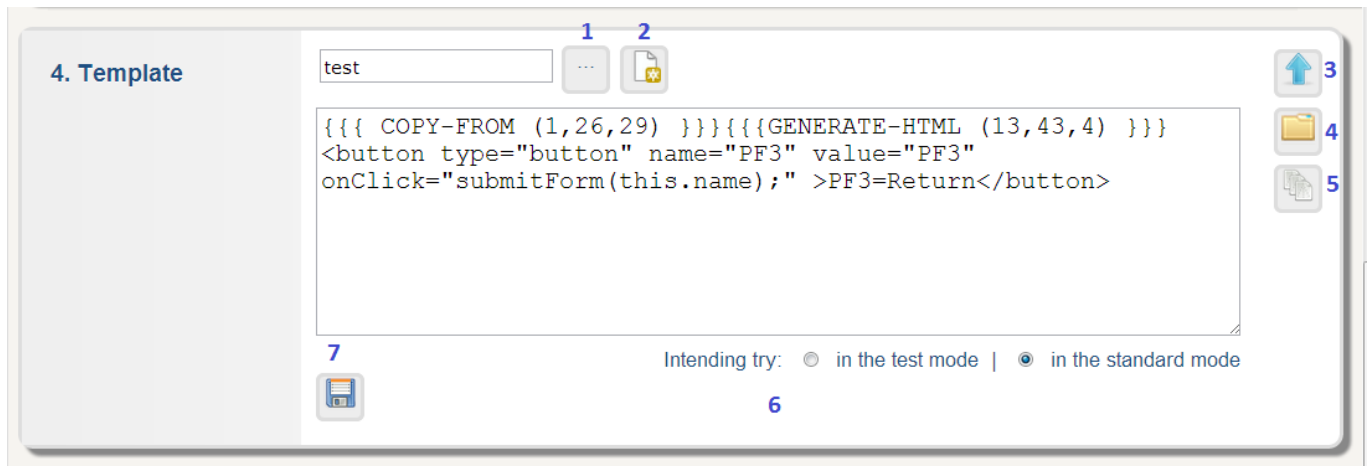 1 2
4. Template test ... 3
{{{ COPY-FROM (1,26,29) }}}{{{GENERATE-HTML (13,43,4) }}} 4
<button type="button" name="PF3" value="PF3"
onClick="submitForm(this.name);" >PF3=Return</button> 5
7 Intending try: in the test mode | in the standard mode
6